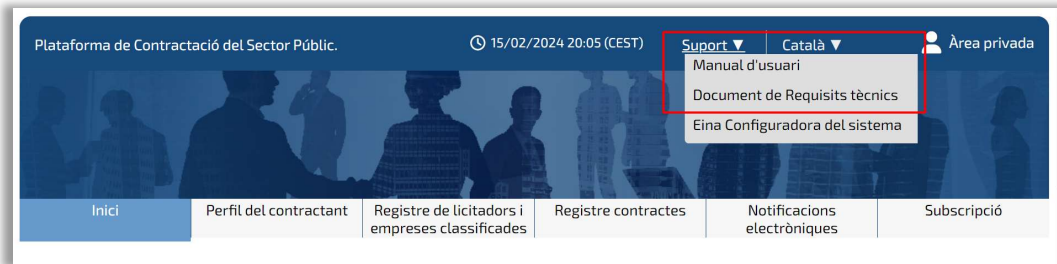 Plataforma de Contractació del Sector Públic.
15/02/2024 20:05 (CEST)
Suport ▼
Català ▼
Àrea privada
Manual d'usuari
Document de Requisits tècnics
Eina Configuradora del sistema
Inici
Perfil del contractant
Registre de licitadors i
empreses classificades
Registre contractes
Notificacions
electròniques
Subscripció